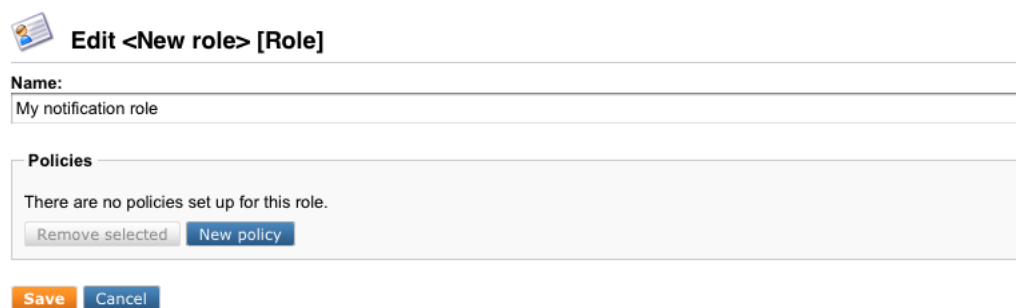 Edit <New role> [Role]
Name:
My notification role
Policies
There are no policies set up for this role.
Remove selected New policy
Save Cancel